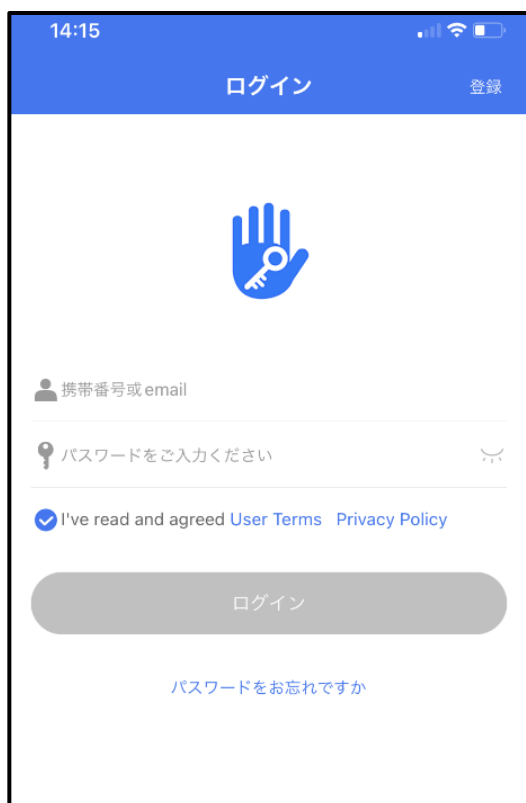 14:15
ログイン 登録
携帯番号或email
パスワードをご入力ください
I've read and agreed User Terms Privacy Policy
ログイン
パスワードをお忘れですか